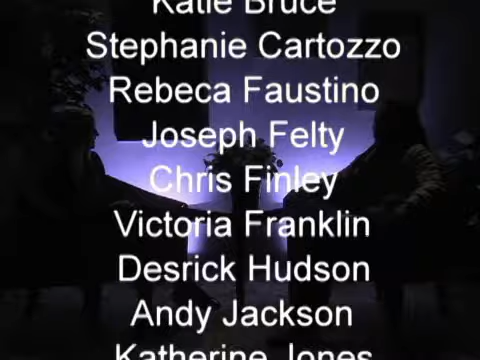 Katie Bruce
Stephanie Cartozzo
Rebeca Faustino
Joseph Felty
Chris Finley
Victoria Franklin
Desrick Hudson
Andy Jackson
Katherine Jones